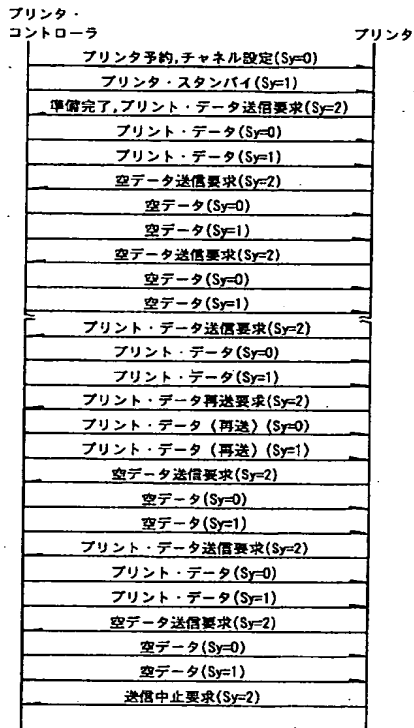 プリンタ・
コントローラ
プリンタ
プリンタ予約,チャネル設定(Sy=0)
プリンタ・スタンバイ(Sy=1)
準備完了,プリント・データ送信要求(Sy=2)
プリント・データ(Sy=0)
プリント・データ(Sy=1)
空データ送信要求(Sy=2)
空データ(Sy=0)
空データ(Sy=1)
空データ送信要求(Sy=2)
空データ(Sy=0)
空データ(Sy=1)
プリント・データ送信要求(Sy=2)
プリント・データ(Sy=0)
プリント・データ(Sy=1)
プリント・データ再送要求(Sy=2)
プリント・データ (再送) (Sy=0)
プリント・データ (再送) (Sy=1)
空データ送信要求(Sy=2)
空データ(Sy=0)
空データ(Sy=1)
プリント・データ送信要求(Sy=2)
プリント・データ(Sy=0)
プリント・データ(Sy=1)
空データ送信要求(Sy=2)
空データ(Sy=0)
空データ(Sy=1)
送信中止要求(Sy=2)